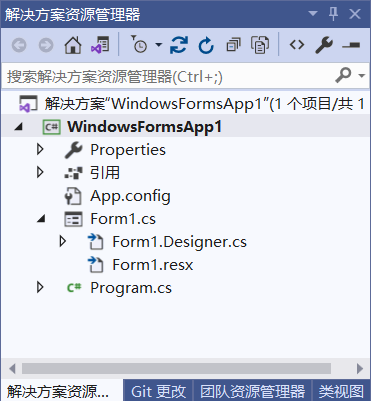 解决方案资源管理器
搜索解决方案资源管理器(Ctrl+;)
解决方案"WindowsFormsApp1"(1 个项目/共 1
WindowsFormsApp1
Properties
引用
App.config
Form1.cs
Form1.Designer.cs
Form1.resx
Program.cs
解决方案资源... Git 更改 团队资源管理器 类视图